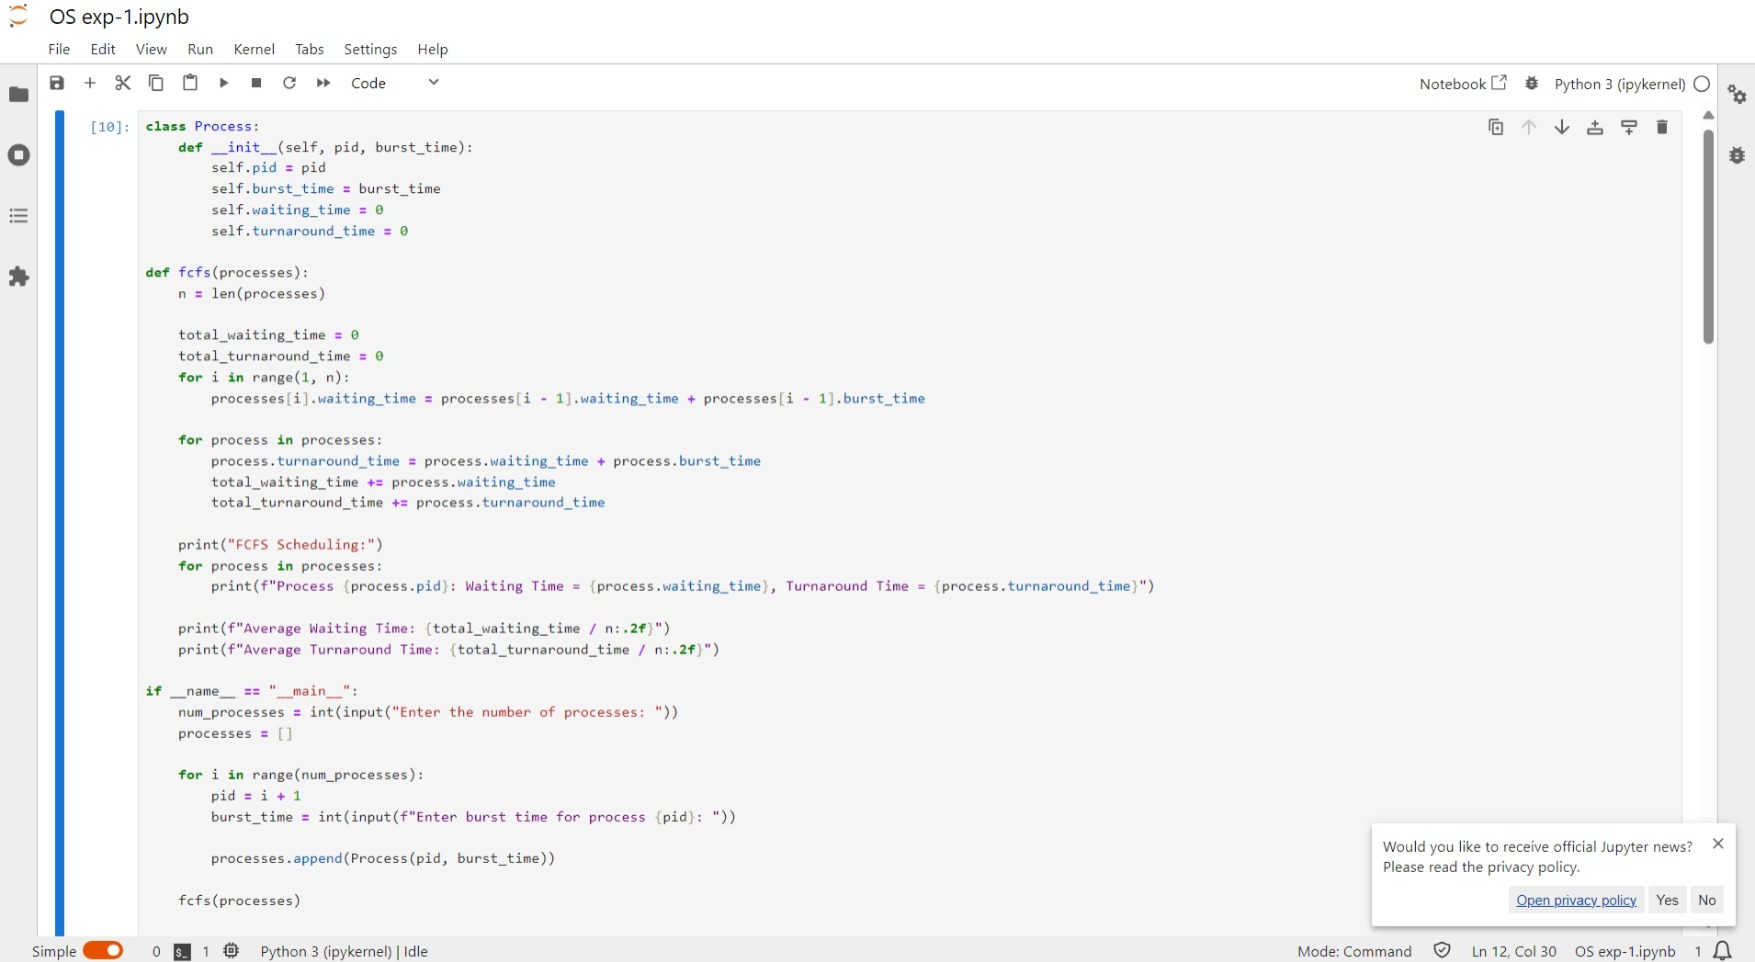 OS exp-1.ipynb
File Edit View Run Kernel Tabs Settings Help
Code
Notebook Python 3 (ipykernel)
[10]: class Process:
    def __init__(self, pid, burst_time):
        self.pid = pid
        self.burst_time = burst_time
        self.waiting_time = 0
        self.turnaround_time = 0
def fcfs(processes):
    n = len(processes)
    total_waiting_time = 0
    total_turnaround_time = 0
    for i in range(1, n):
        processes[i].waiting_time = processes[i - 1].waiting_time + processes[i - 1].burst_time
    for process in processes:
        process.turnaround_time = process.waiting_time + process.burst_time
        total_waiting_time += process.waiting_time
        total_turnaround_time += process.turnaround_time
    print("FCFS Scheduling:")
    for process in processes:
        print(f"Process {process.pid}: Waiting Time = {process.waiting_time}, Turnaround Time = {process.turnaround_time}")
    print(f"Average Waiting Time: {total_waiting_time / n:.2f}")
    print(f"Average Turnaround Time: {total_turnaround_time / n:.2f}")
if __name__ == "__main__":
    num_processes = int(input("Enter the number of processes: "))
    processes = []
    for i in range(num_processes):
        pid = i + 1
        burst_time = int(input(f"Enter burst time for process {pid}: "))
        processes.append(Process(pid, burst_time))
    fcfs(processes)
Would you like to receive official Jupyter news?
Please read the privacy policy.
Open privacy policy Yes No
Simple 0 $_ 1 Python 3 (ipykernel) | Idle Mode: Command Ln 12, Col 30 OS exp-1.ipynb 1